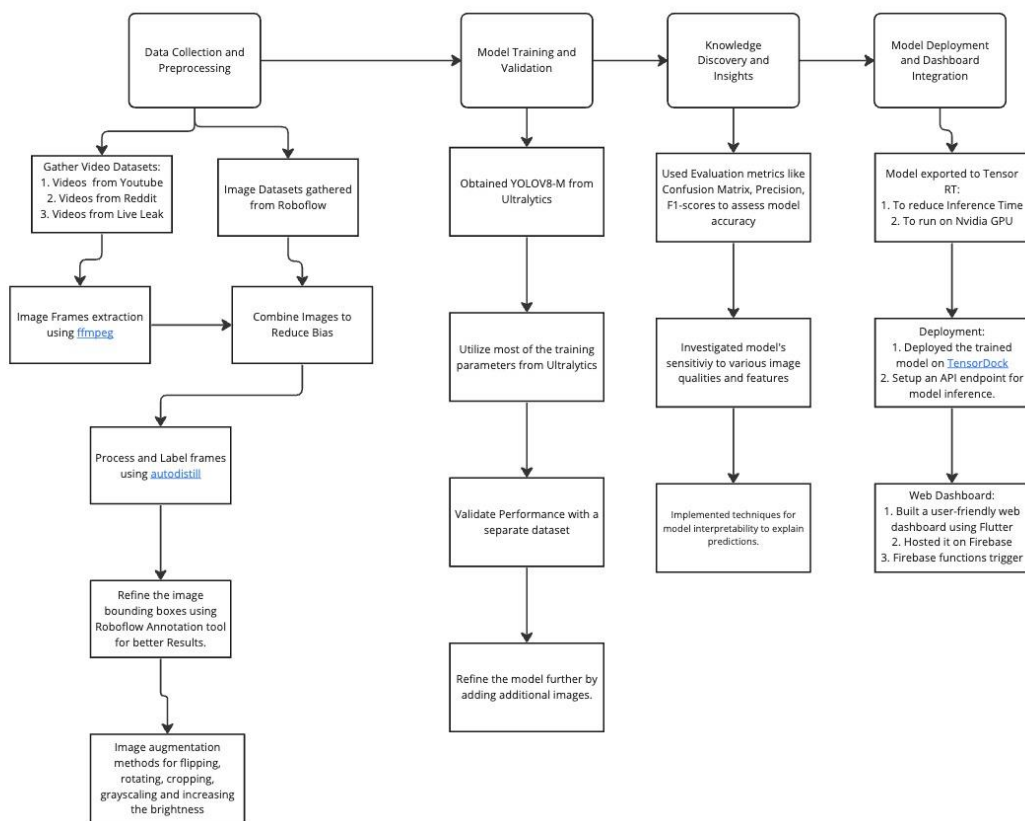 Data Collection and
Preprocessing
Model Training and
Validation
Knowledge
Discovery and
Insights
Model Deployment
and Dashboard
Integration
Gather Video Datasets:
1. Videos from Youtube
2. Videos from Reddit
3. Videos from Live Leak
Image Datasets gathered
from Roboflow
Obtained YOLOV8-M from
Ultralytics
Used Evaluation metrics like
Confusion Matrix, Precision,
F1-scores to assess model
accuracy
Model exported to Tensor
RT:
1. To reduce Inference Time
2. To run on Nvidia GPU
Image Frames extraction
using ffmpeg
Combine Images to
Reduce Bias
Utilize most of the training
parameters from Ultralytics
Investigated model's
sensitiviy to various image
qualities and features
Deployment:
1. Deployed the trained
model on TensorDock
2. Setup an API endpoint for
model inference.
Process and Label frames
using autodistill
Validate Performance with a
separate dataset
Implemented techniques for
model interpretability to explain
predictions.
Web Dashboard:
1. Built a user-friendly web
dashboard using Flutter
2. Hosted it on Firebase
3. Firebase functions trigger
Refine the image
bounding boxes using
Roboflow Annotation tool
for better Results.
Refine the model further by
adding additional images.
Image augmentation
methods for flipping,
rotating, cropping,
grayscaling and increasing
the brightness